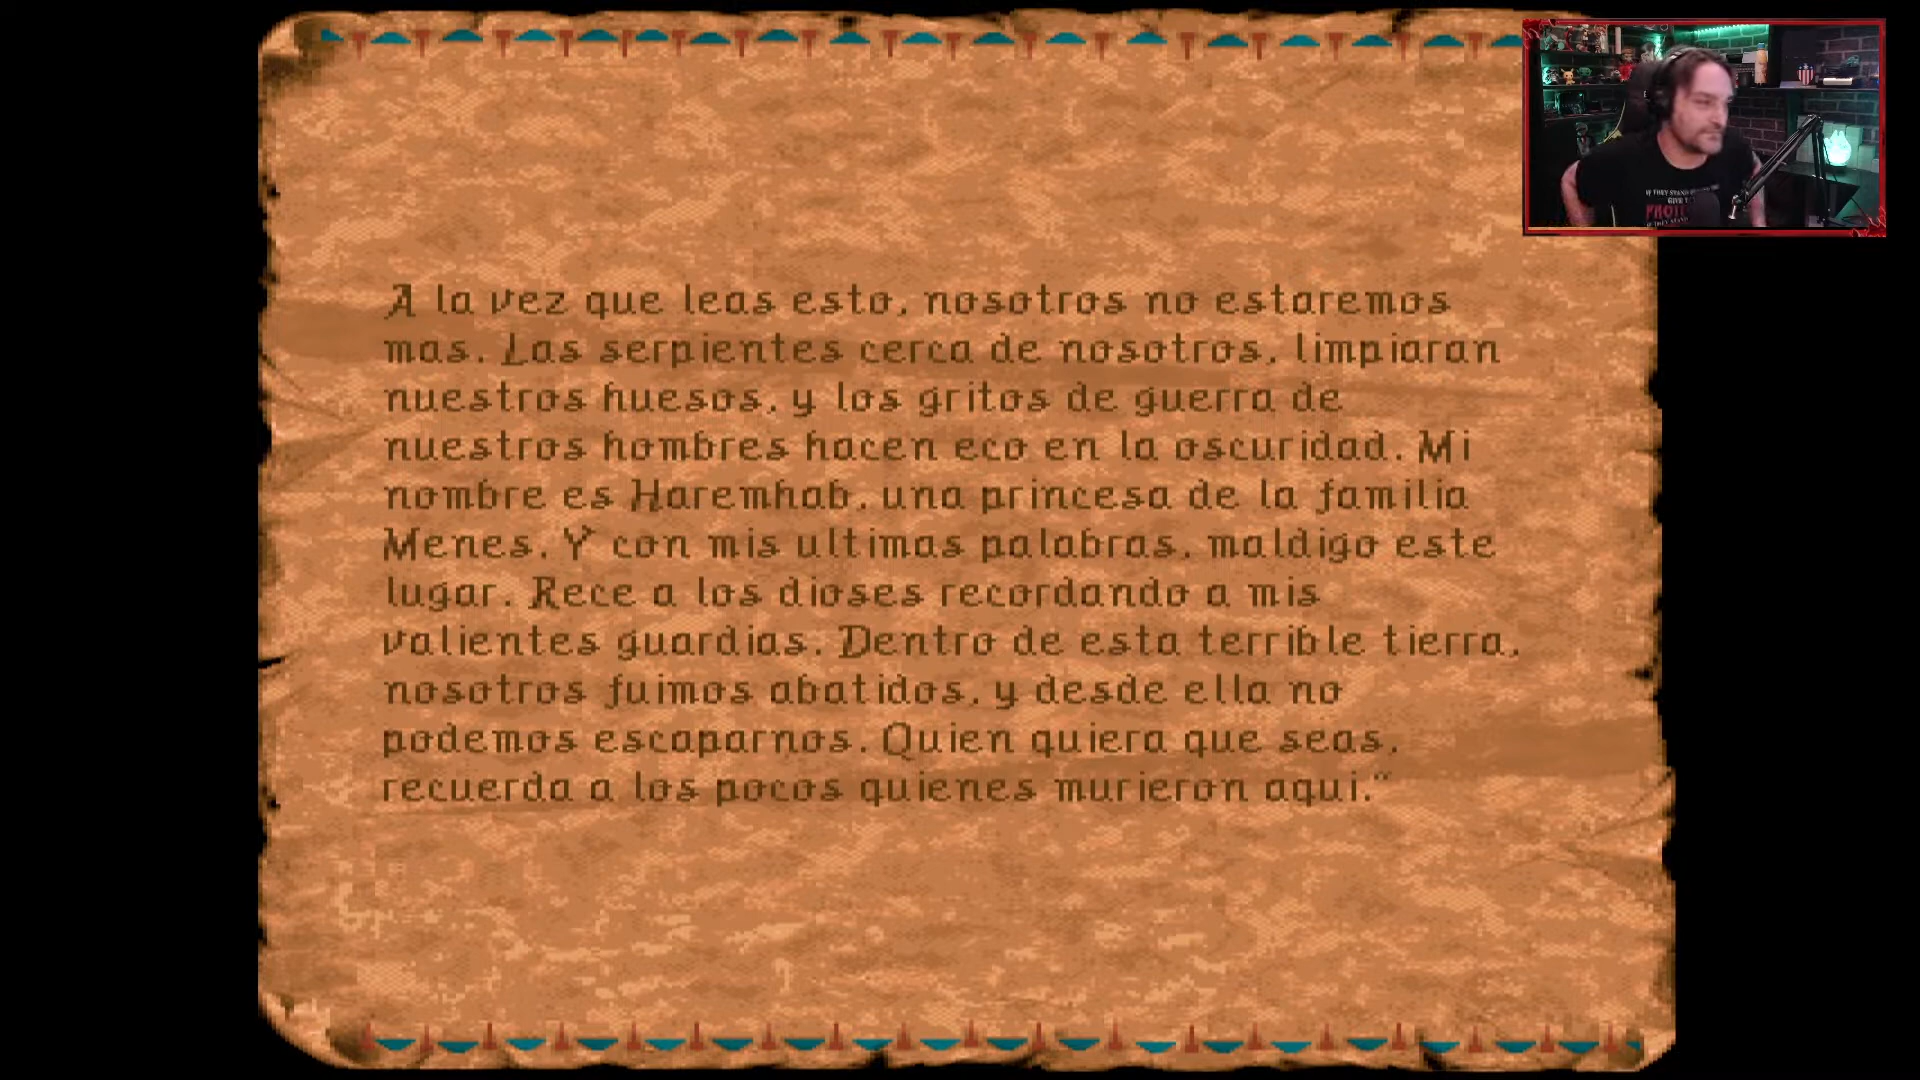 A la vez que leas esto, nosotros no estaremos
mas. Las serpientes cerca de nosotros, limpiaran
nuestros huesos, y los gritos de guerra de
nuestros hombres hacen eco en la oscuridad. Mi
nombre es Haremhab, una princesa de la familia
Menes. Y con mis ultimas palabras, maldigo este
lugar. Rece a los dioses recordando a mis
valientes guardias. Dentro de esta terrible tierra,
nosotros fuimos abatidos, y desde ella no
podemos escaparnos. Quien quiera que seas,
recuerda a los pocos quienes murieron aqui."
IF THEY STAND
GIVE